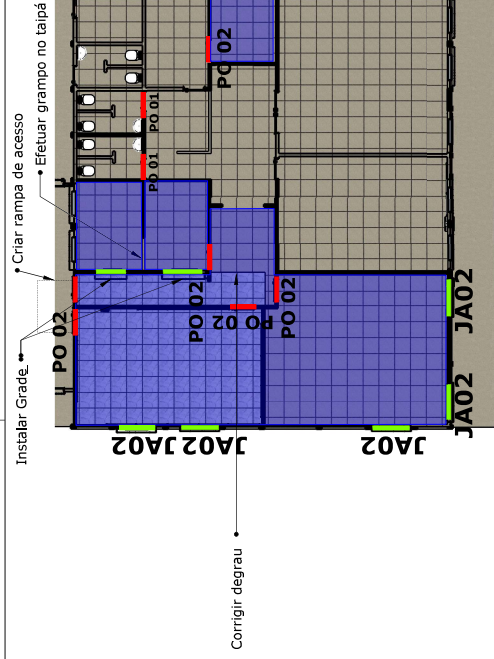 Efetuar grampo no taipá
Criar rampa de acesso
Instalar Grade
Corrigir degrau
PO 02
PO 01
PO 01
PO 02
PO 02
PO 02
PO 02
JA02
JA02
JA02
JA02
JA02